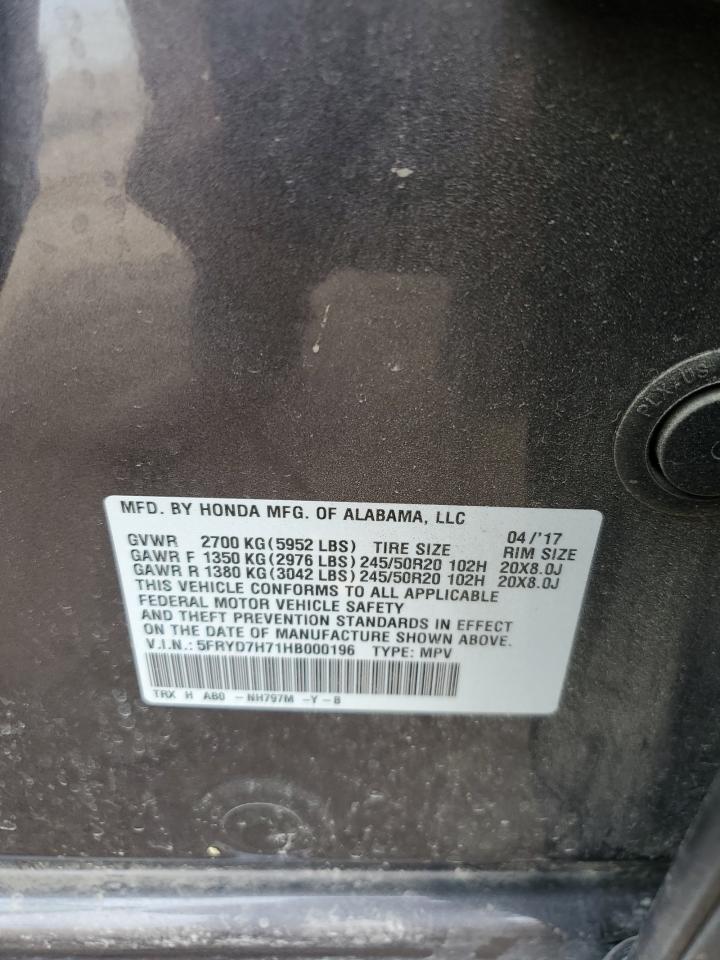 PLXFUS
MFD. BY HONDA MFG. OF ALABAMA, LLC 04/'17
GVWR 2700 KG(5952 LBS) TIRE SIZE RIM SIZE
GAWR F 1350 KG(2976 LBS)245/50R20 102H 20X8.0J
GAWR R 1380 KG(3042 LBS)245/50R20 102H 20X8.0J
THIS VEHICLE CONFORMS TO ALL APPLICABLE
FEDERAL MOTOR VEHICLE SAFETY
AND THEFT PREVENTION STANDARDS IN EFFECT
ON THE DATE OF MANUFACTURE SHOWN ABOVE.
V.I.N.: 5FRYD7H71HB000196 TYPE: MPV
TRX H AB0 -NH797M -Y-B